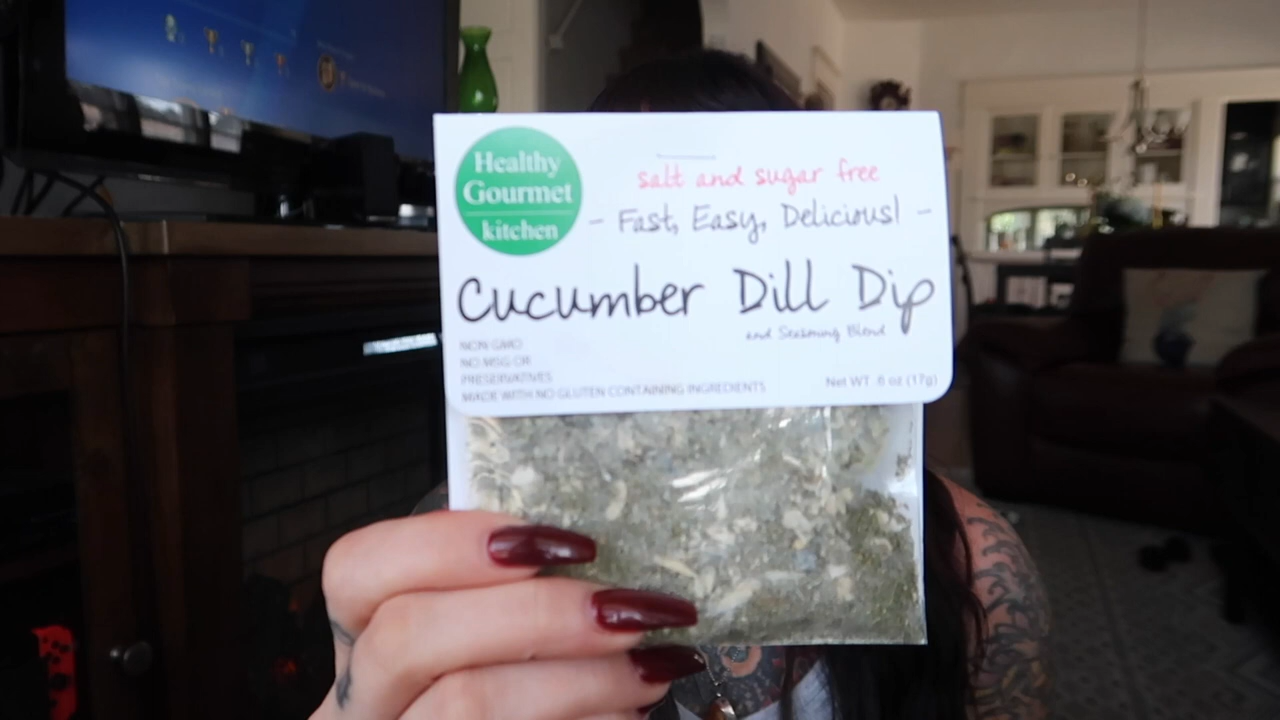 Healthy
Gourmet
kitchen
salt and sugar free
- Fast, Easy, Delicious! -
Cucumber Dill Dip
and Seasoning Blend
NON GMO
NO MSG OR
PRESERVATIVES
MADE WITH NO GLUTEN CONTAINING INGREDIENTS
Net WT .6 oz (17g)